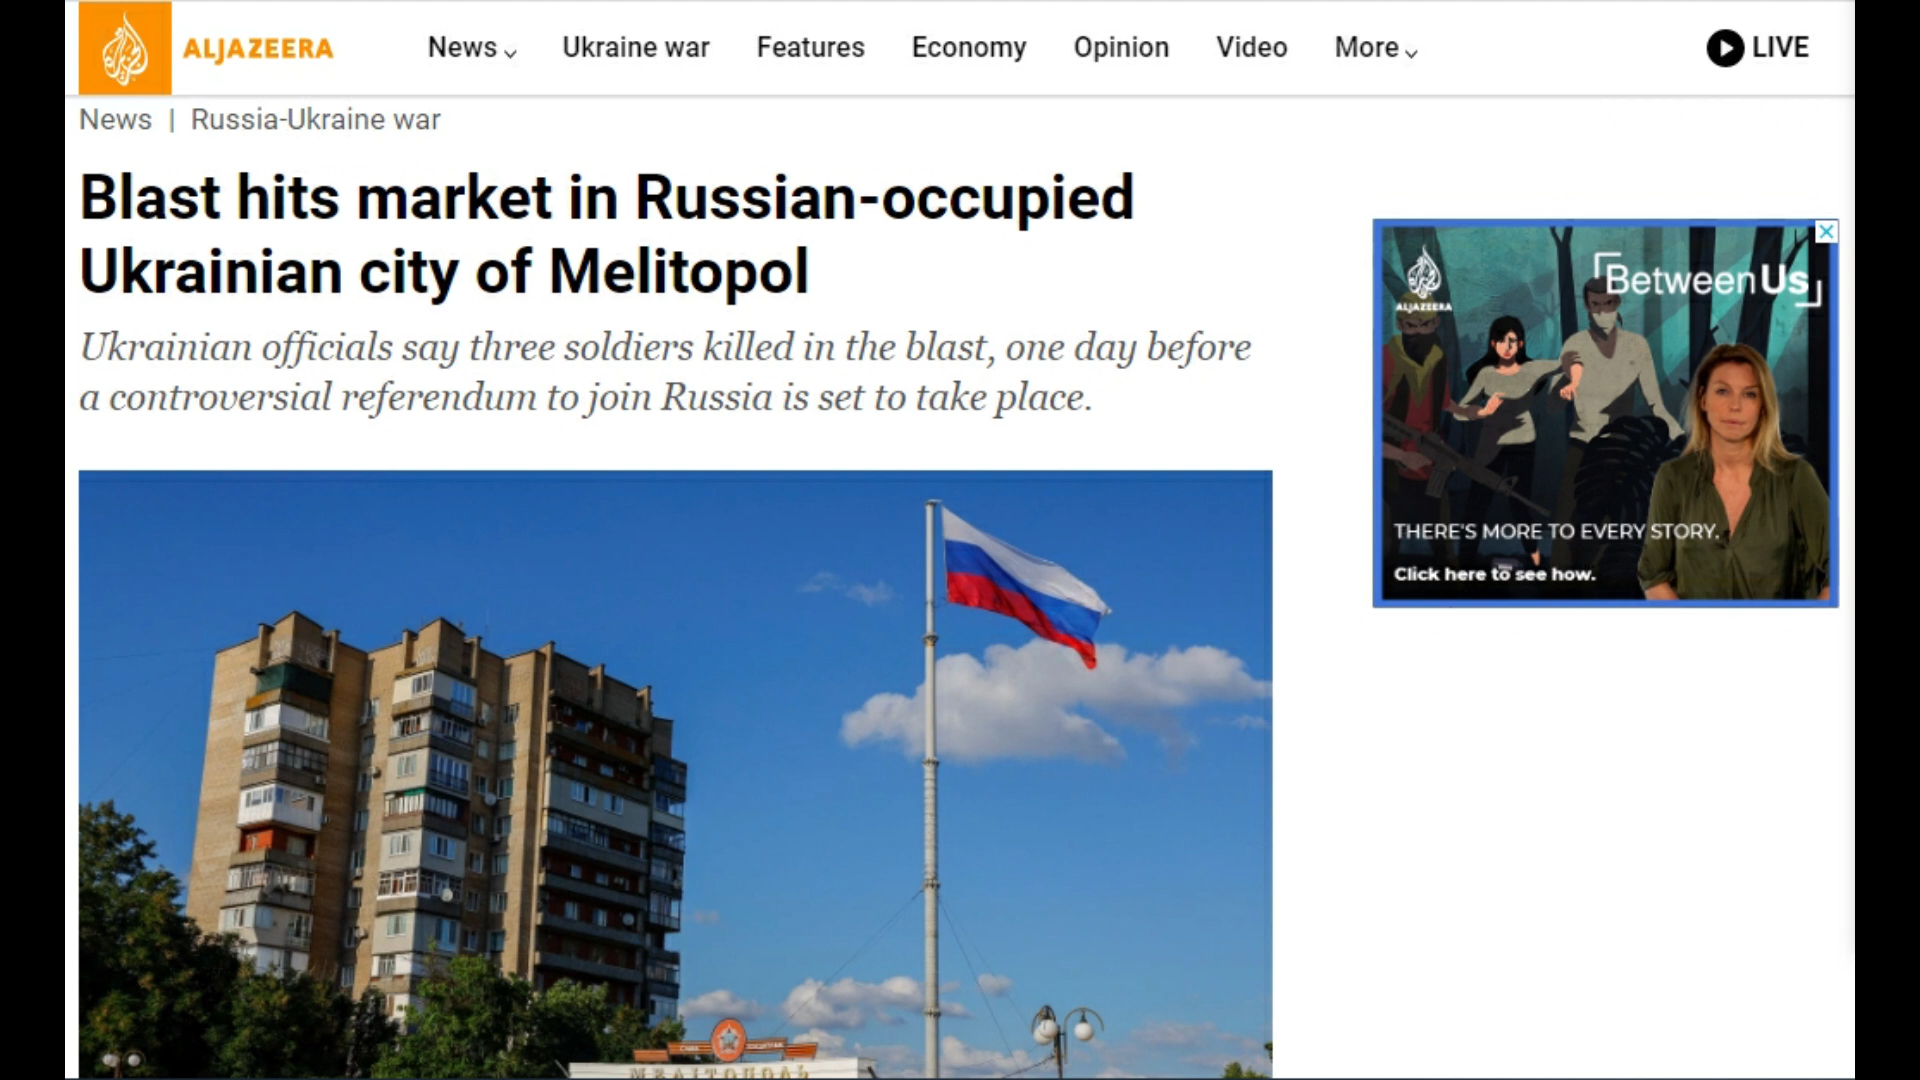 ALJAZEERA
News
Ukraine war
Features
Economy
Opinion
Video
More
LIVE
News | Russia-Ukraine war
Blast hits market in Russian-occupied
Ukrainian city of Melitopol
Ukrainian officials say three soldiers killed in the blast, one day before
a controversial referendum to join Russia is set to take place.
ALJAZEERA
Between Us
THERE'S MORE TO EVERY STORY.
Click here to see how.